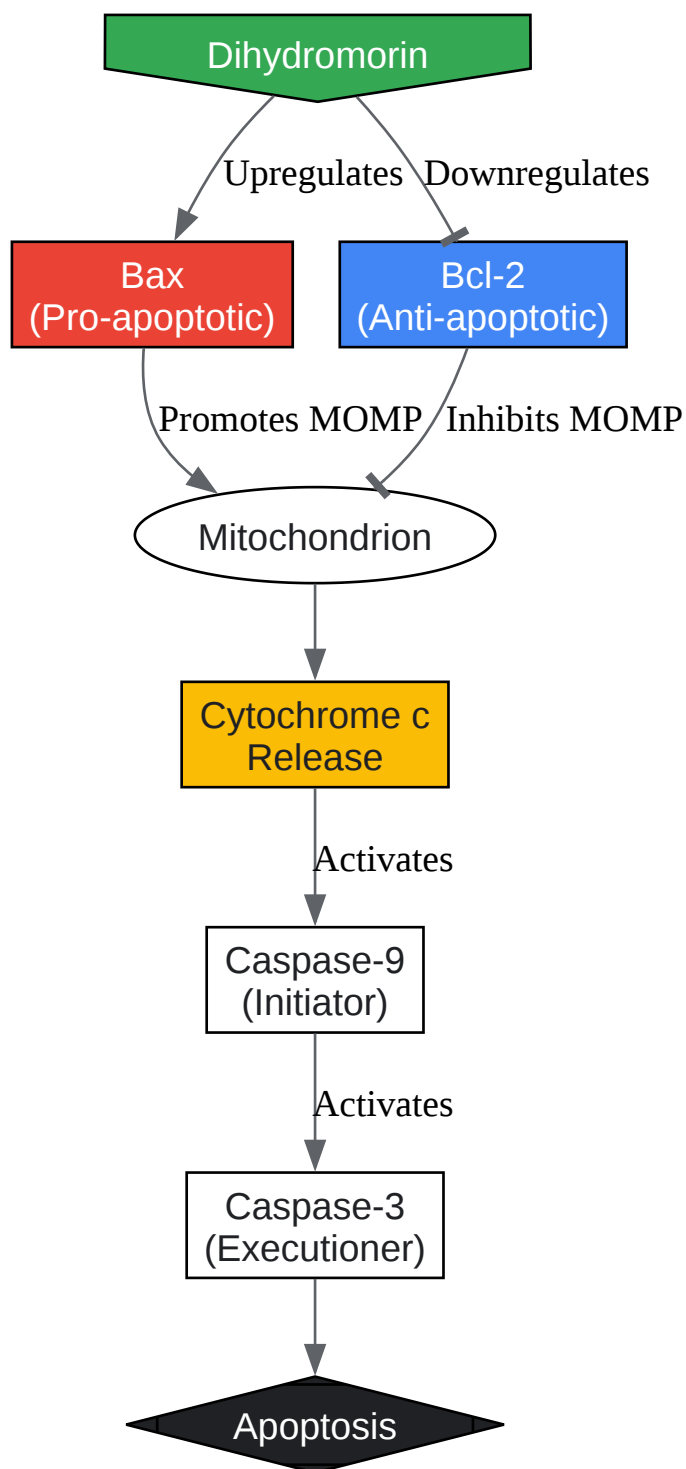 Dihydromorin
Upregulates
Downregulates
Bax
(Pro-apoptotic)
Bcl-2
(Anti-apoptotic)
Promotes MOMP
Inhibits MOMP
Mitochondrion
Cytochrome c
Release
Activates
Caspase-9
(Initiator)
Activates
Caspase-3
(Executioner)
Apoptosis